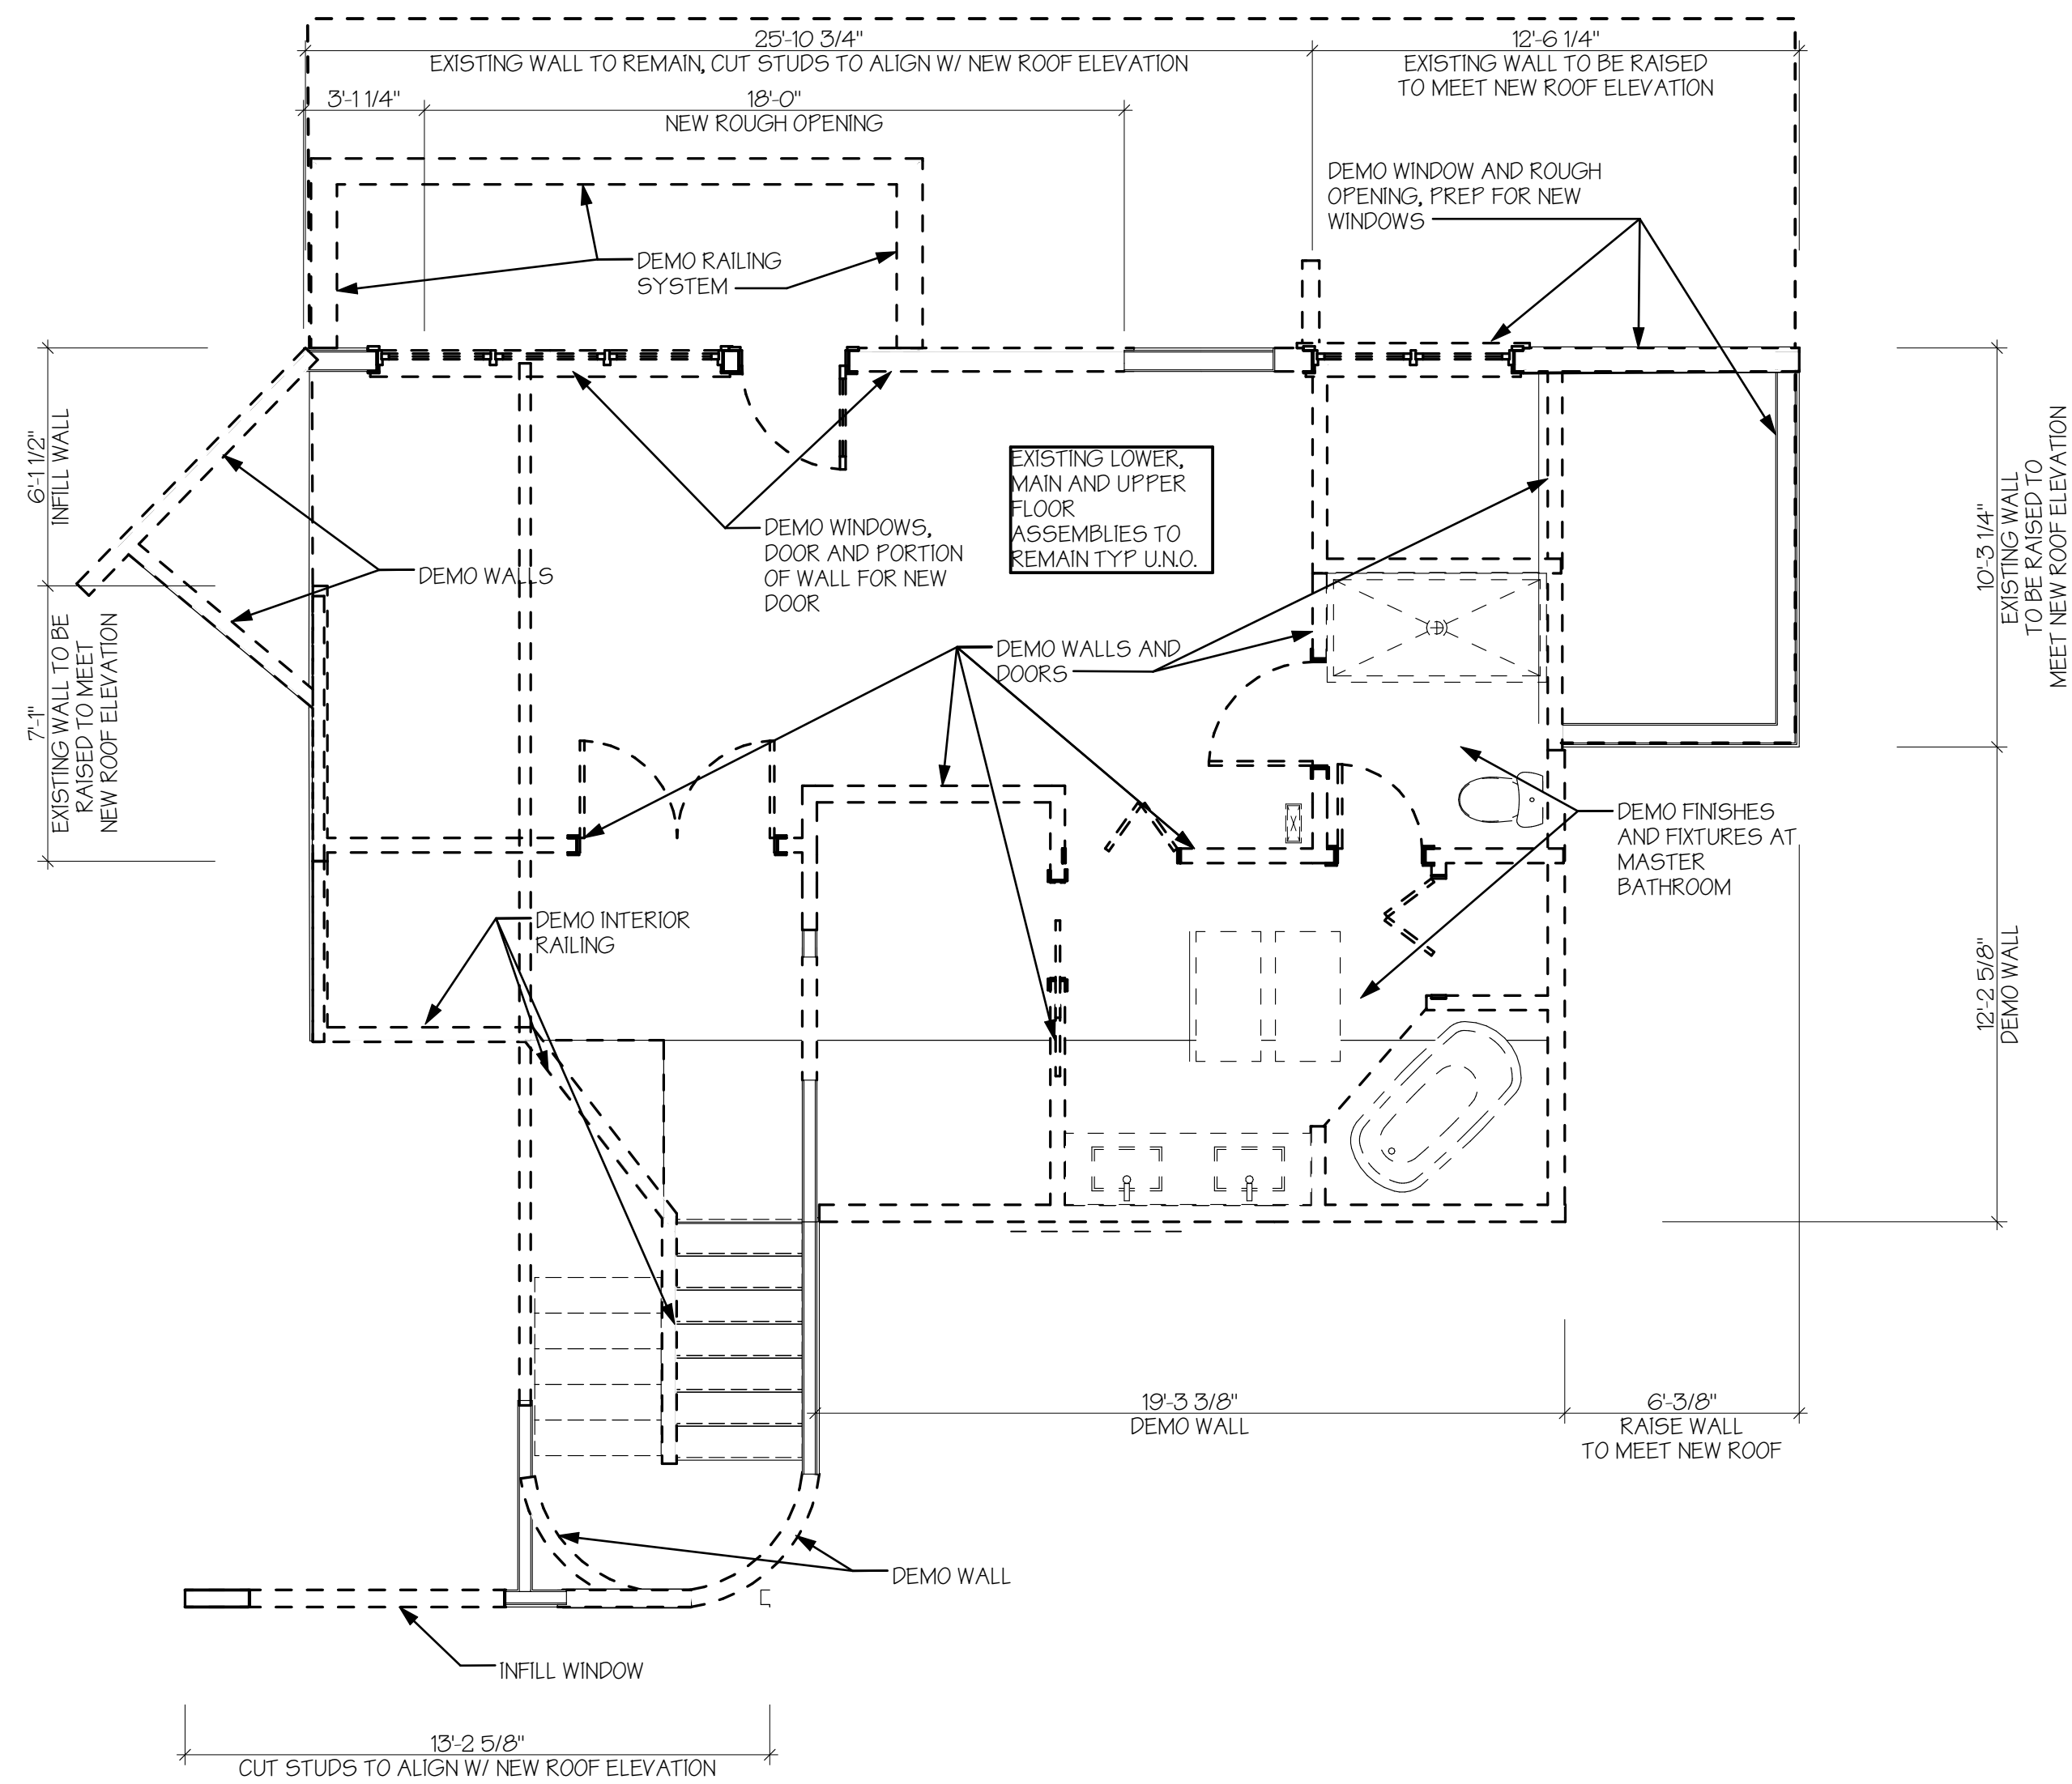 25'-10 3/4"
EXISTING WALL TO REMAIN, CUT STUDS TO ALIGN W/ NEW ROOF ELEVATION
12'-6 1/4"
EXISTING WALL TO BE RAISED
TO MEET NEW ROOF ELEVATION
3'-1 1/4"
18'-0"
NEW ROUGH OPENING
DEMO WINDOW AND ROUGH
OPENING, PREP FOR NEW
WINDOWS
DEMO RAILING
SYSTEM
6'-1 1/2"
INFILL WALL
EXISTING LOWER,
MAIN AND UPPER
FLOOR
ASSEMBLIES TO
REMAIN TYP U.N.O.
DEMO WINDOWS,
DOOR AND PORTION
OF WALL FOR NEW
DOOR
DEMO WALLS
10'-3 1/4"
EXISTING WALL
TO BE RAISED TO
MEET NEW ROOF ELEVATION
7'-1"
EXISTING WALL TO BE
RAISED TO MEET
NEW ROOF ELEVATION
DEMO WALLS AND
DOORS
DEMO FINISHES
AND FIXTURES AT
MASTER
BATHROOM
DEMO INTERIOR
RAILING
12'-2 5/8"
DEMO WALL
19'-3 3/8"
DEMO WALL
6'-3/8"
RAISE WALL
TO MEET NEW ROOF
DEMO WALL
INFILL WINDOW
13'-2 5/8"
CUT STUDS TO ALIGN W/ NEW ROOF ELEVATION